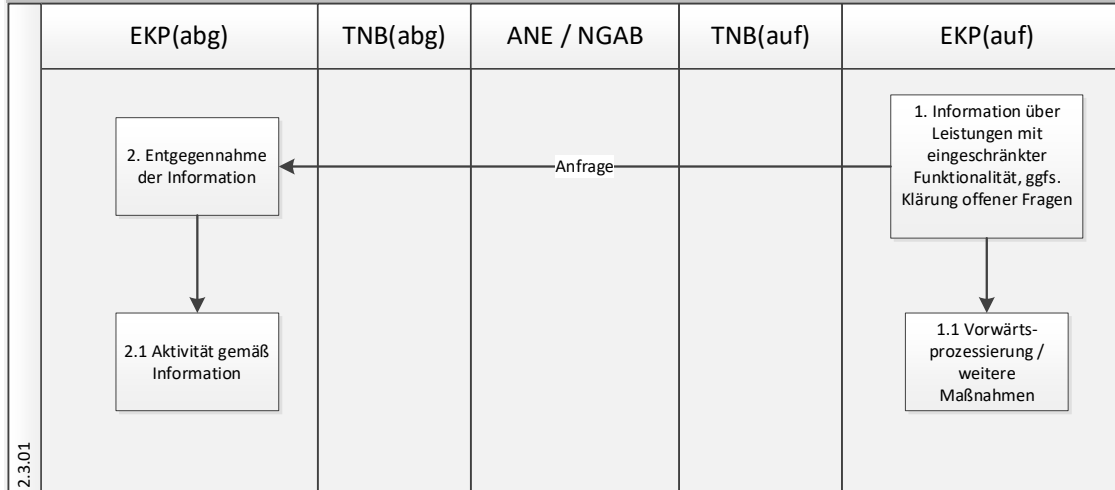 EKP(abg)
TNB(abg)
ANE / NGAB
TNB(auf)
EKP(auf)
1. Information über
Leistungen mit
eingeschränkter
Funktionalität, ggfs.
Klärung offener Fragen
2. Entgegennahme
der Information
Anfrage
2.1 Aktivität gemäß
Information
1.1 Vorwärts-
prozessierung /
weitere
Maßnahmen
2.3.01